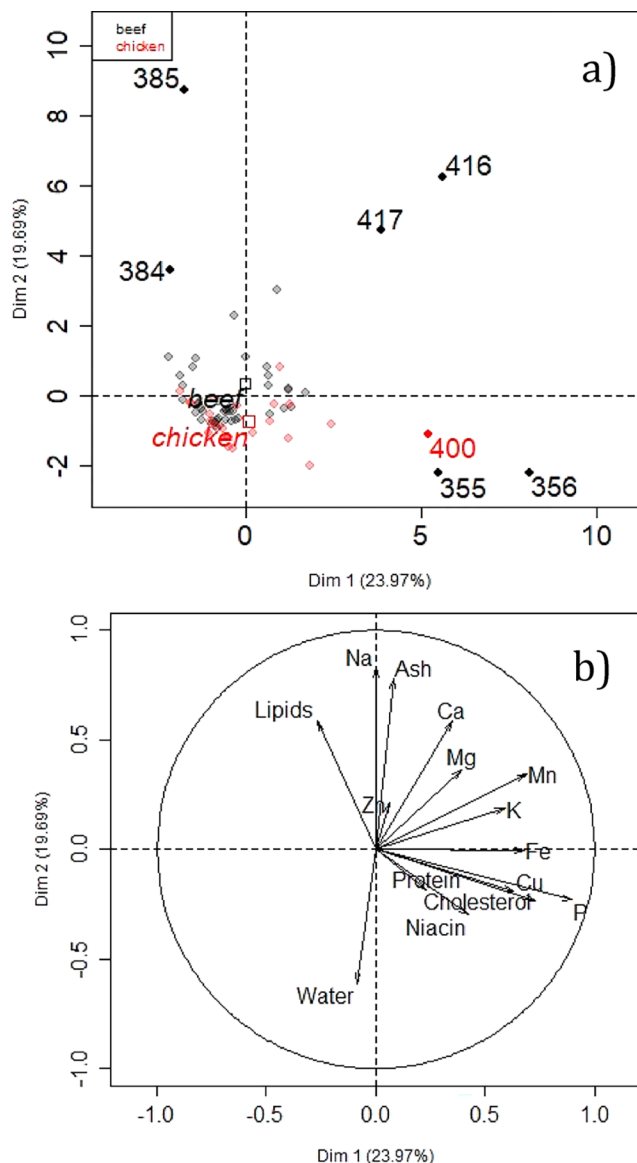 beef
chicken
a)
385
416
417
384
beef
chicken
400
355
356
10
8
6
4
2
0
-2
Dim 2 (19.69%)
0
5
10
Dim 1 (23.97%)
b)
Na
Ash
Lipids
Ca
Mg
Mn
Zn
K
Fe
Protein
Cu
Cholesterol
P
Niacin
Water
1.0
0.5
0.0
-0.5
-1.0
Dim 2 (19.69%)
-1.0
-0.5
0.0
0.5
1.0
Dim 1 (23.97%)